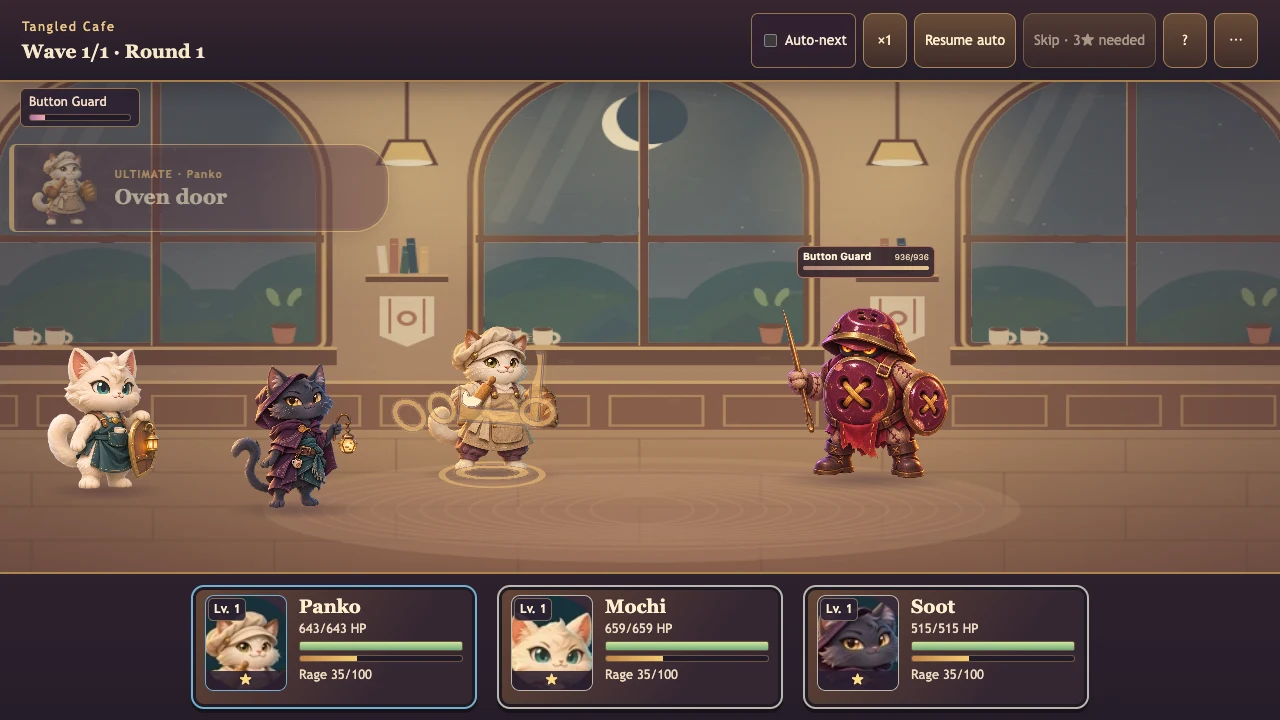 Tangled Cafe
Wave 1/1 · Round 1
Auto-next
×1
Resume auto
Skip · 3★ needed
?
···
Button Guard
ULTIMATE · Panko
Oven door
Button Guard 936/936
Lv. 1
Panko
643/643 HP
Rage 35/100
Lv. 1
Mochi
659/659 HP
Rage 35/100
Lv. 1
Soot
515/515 HP
Rage 35/100